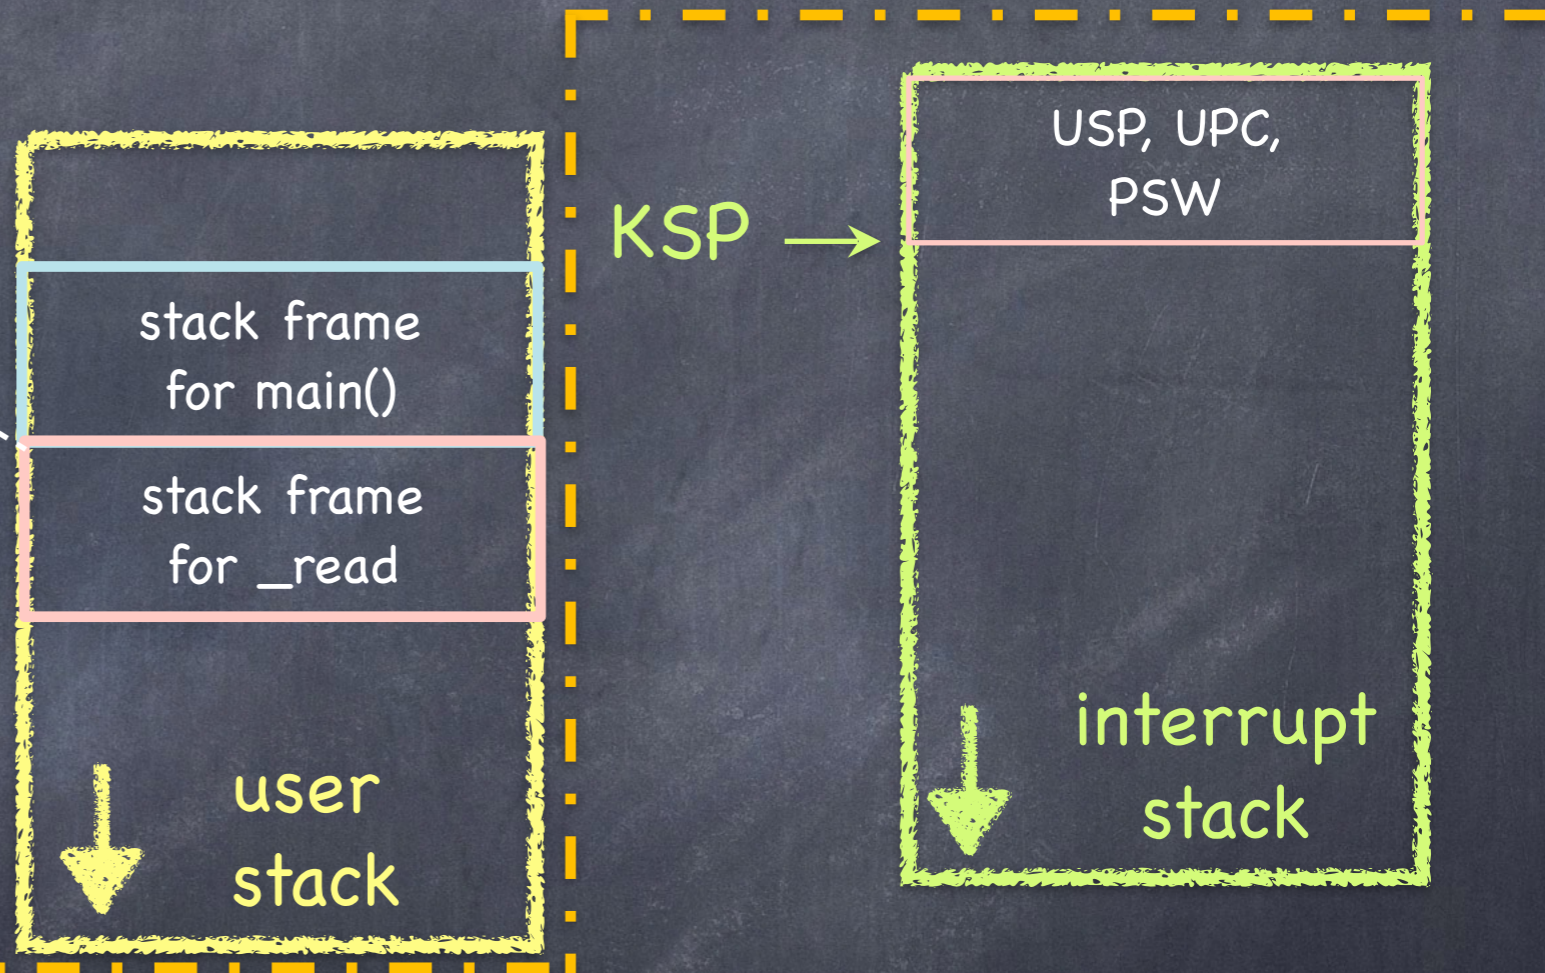 stack frame
for main()
stack frame
for _read
user
stack
KSP
USP, UPC,
PSW
interrupt
stack